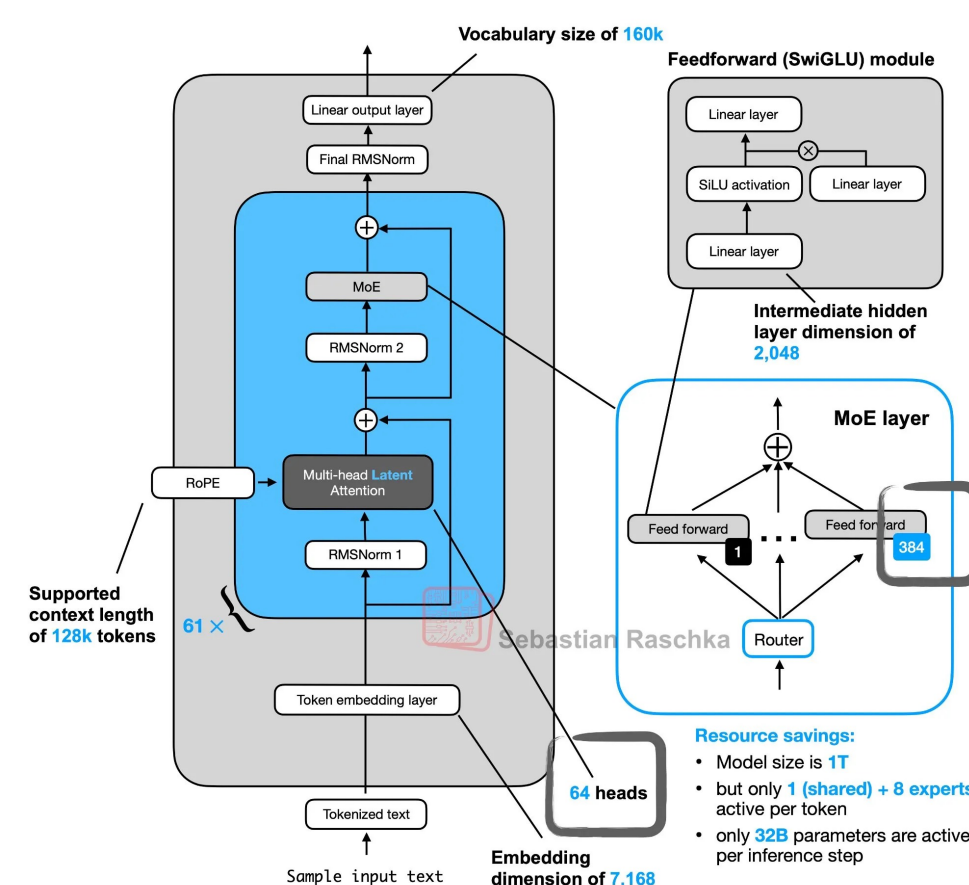 Vocabulary size of 160k
Feedforward (SwiGLU) module
Linear output layer
Final RMSNorm
MoE
RMSNorm 2
Multi-head Latent
Attention
RoPE
RMSNorm 1
Supported
context length
of 128k tokens
61 ×
Token embedding layer
Tokenized text
Sample input text
64 heads
Embedding
dimension of 7,168
Linear layer
SiLU activation
Linear layer
Linear layer
Intermediate hidden
layer dimension of
2,048
MoE layer
Feed forward
1
Feed forward
384
Router
Sebastian Raschka
Resource savings:
• Model size is 1T
• but only 1 (shared) + 8 experts
active per token
• only 32B parameters are active
per inference step